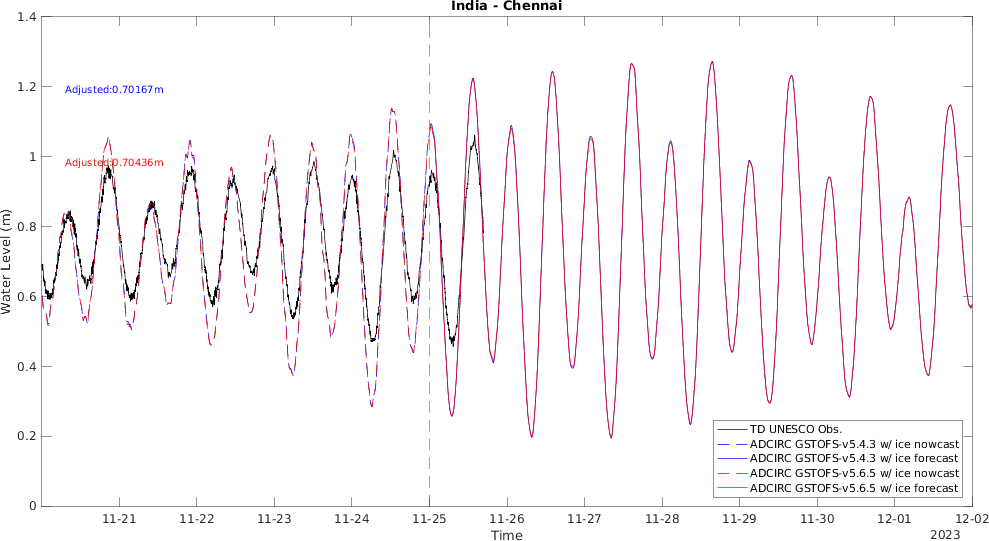 India - Chennai
1.4
1.2
1
0.8
0.6
0.4
0.2
0
Water Level (m)
Adjusted:0.70167m
Adjusted:0.70436m
TD UNESCO Obs.
ADCIRC GSTOFS-v5.4.3 w/ ice nowcast
ADCIRC GSTOFS-v5.4.3 w/ ice forecast
ADCIRC GSTOFS-v5.6.5 w/ ice nowcast
ADCIRC GSTOFS-v5.6.5 w/ ice forecast
11-21 11-22 11-23 11-24 11-25 11-26 11-27 11-28 11-29 11-30 12-01 12-02
Time
2023